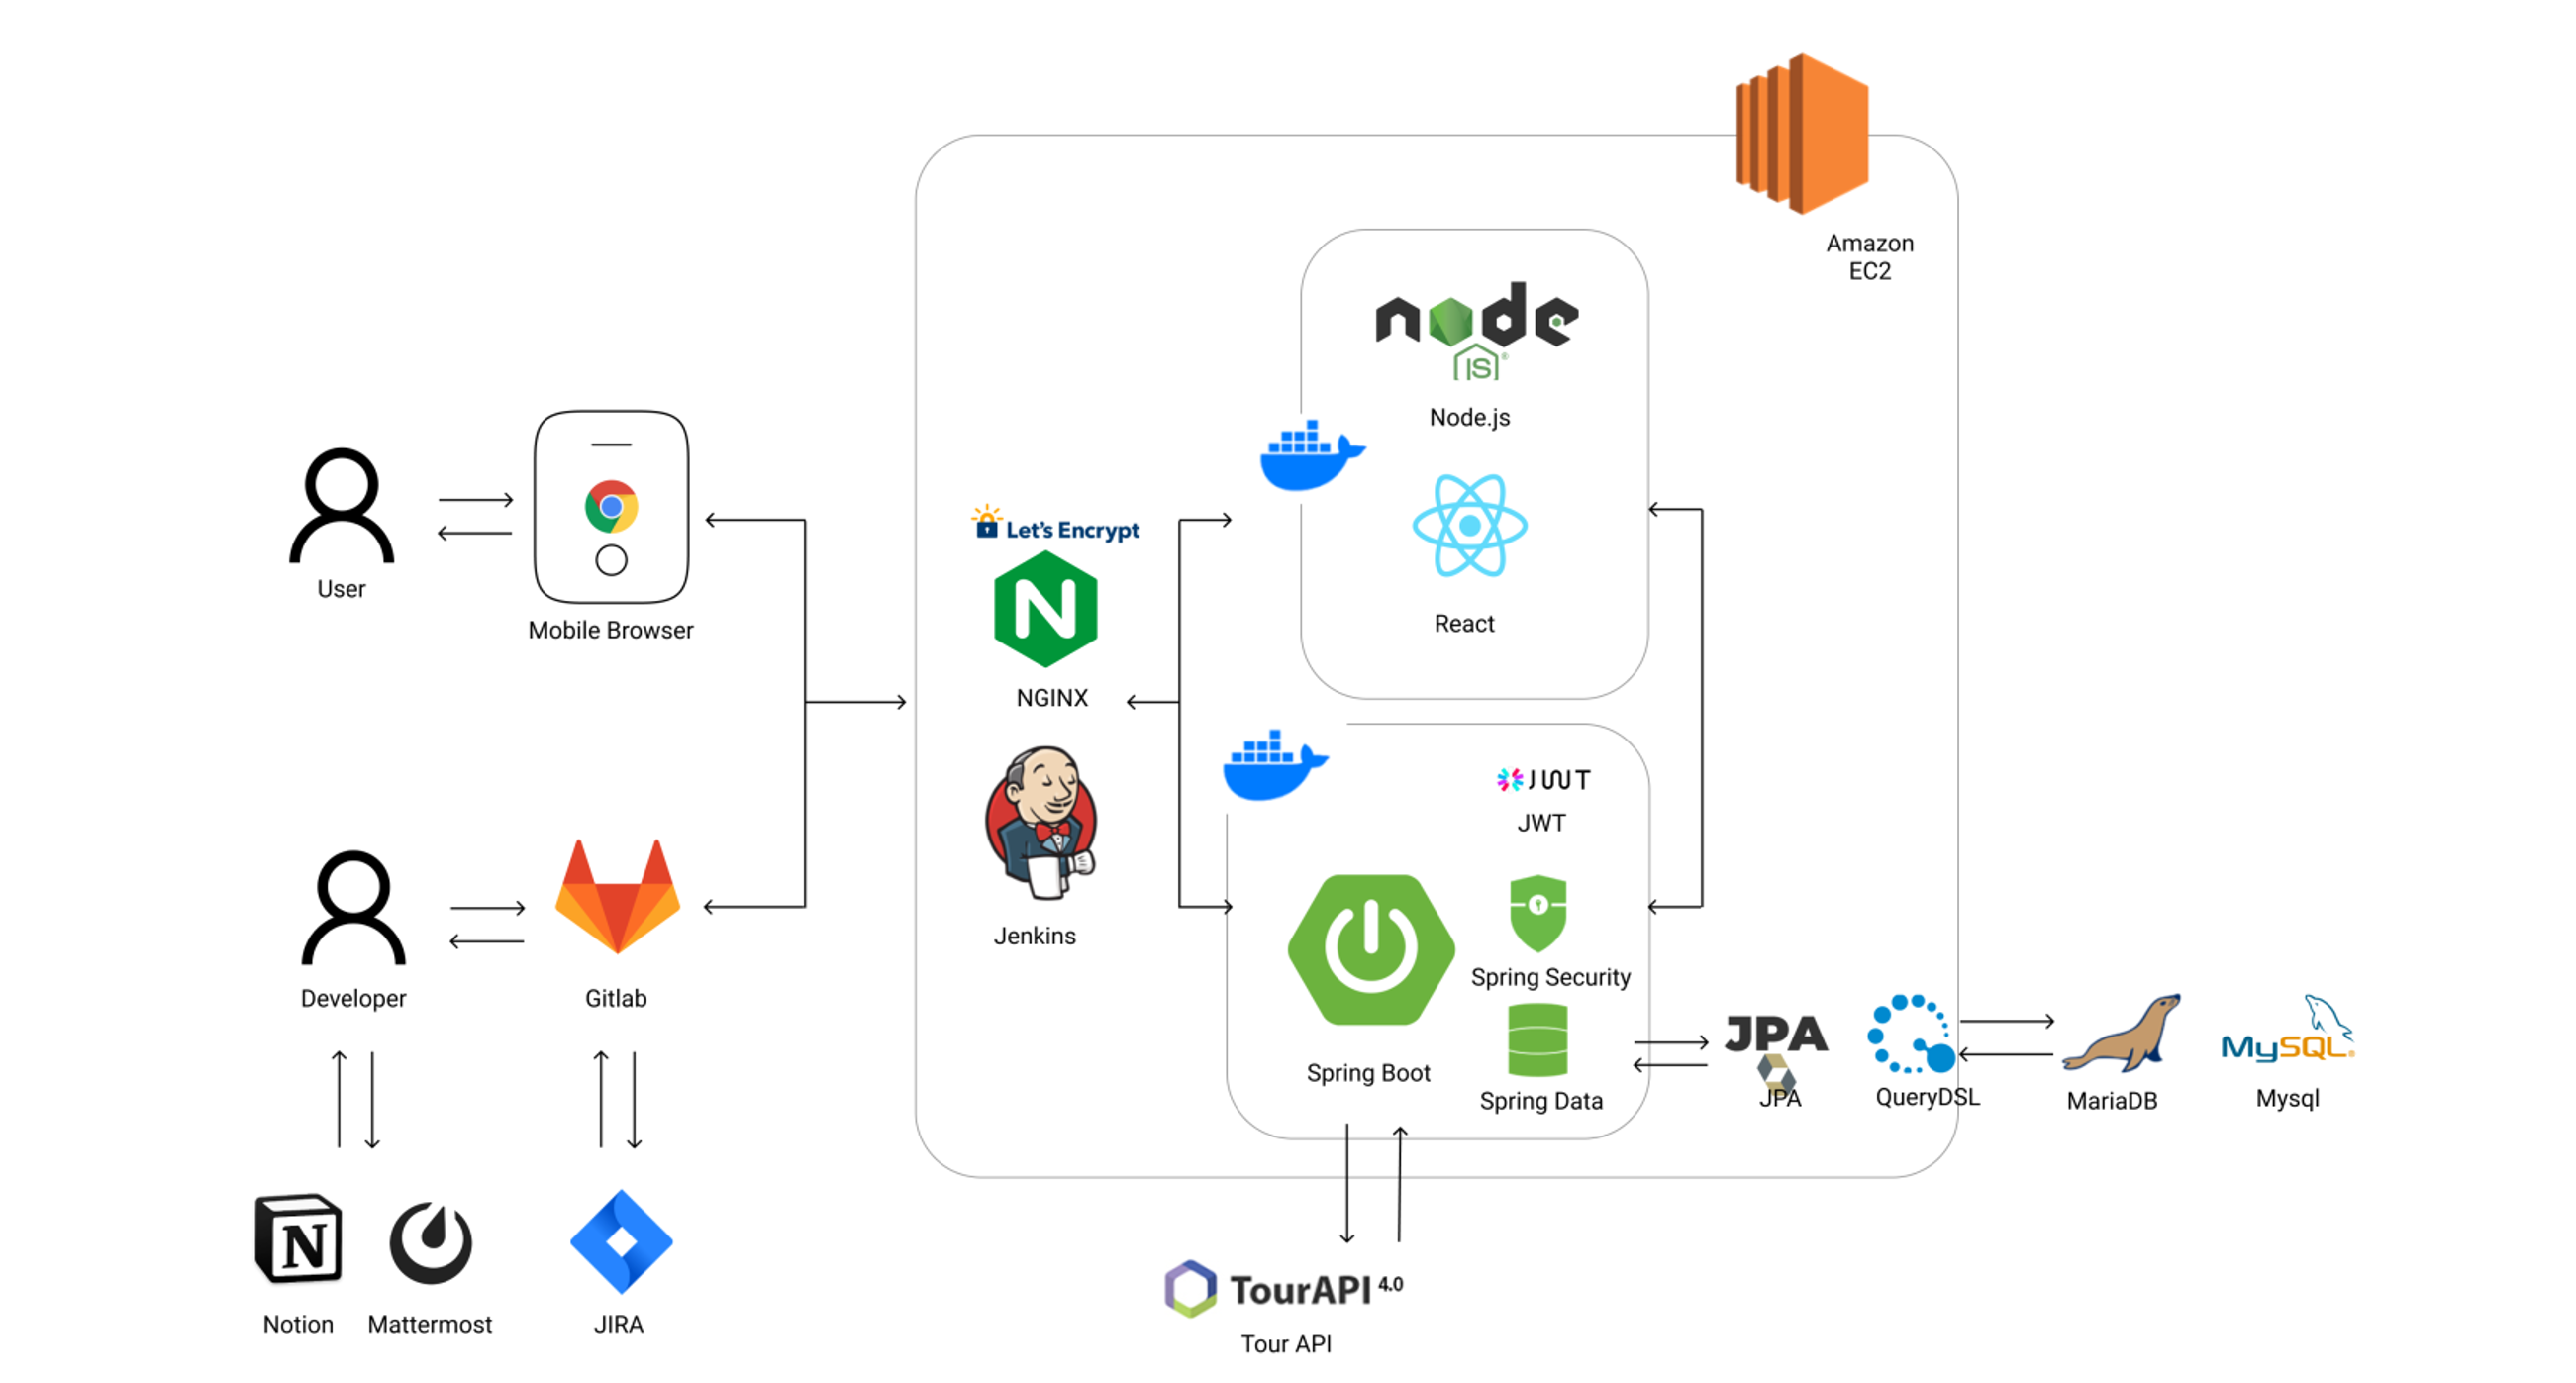 Amazon
EC2
node
JS
®
Node.js
React
Let's Encrypt
N
NGINX
Jenkins
User
Mobile Browser
Developer
Gitlab
N
Notion
Mattermost
JIRA
JWT
JWT
Spring Boot
Spring Security
Spring Data
JPA
JPA
QueryDSL
MariaDB
MySQL®
Mysql
TourAPI 4.0
Tour API